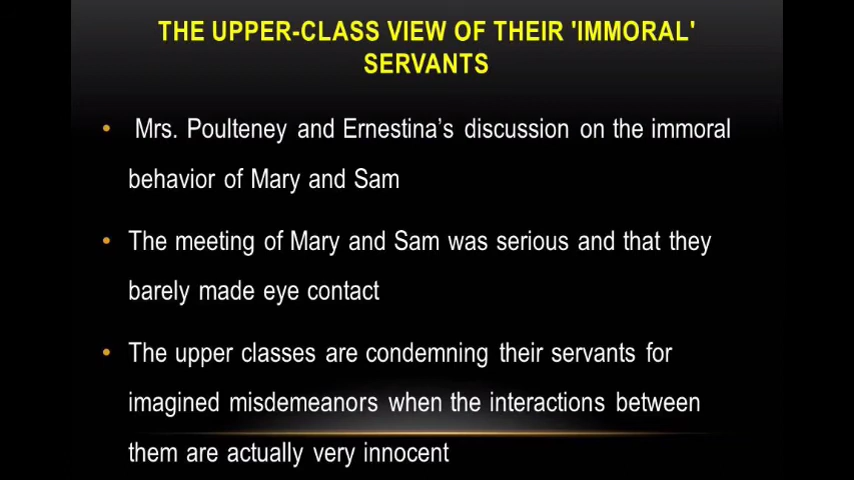 THE UPPER-CLASS VIEW OF THEIR 'IMMORAL'
SERVANTS
• Mrs. Poulteney and Ernestina’s discussion on the immoral
behavior of Mary and Sam
• The meeting of Mary and Sam was serious and that they
barely made eye contact
• The upper classes are condemning their servants for
imagined misdemeanors when the interactions between
them are actually very innocent